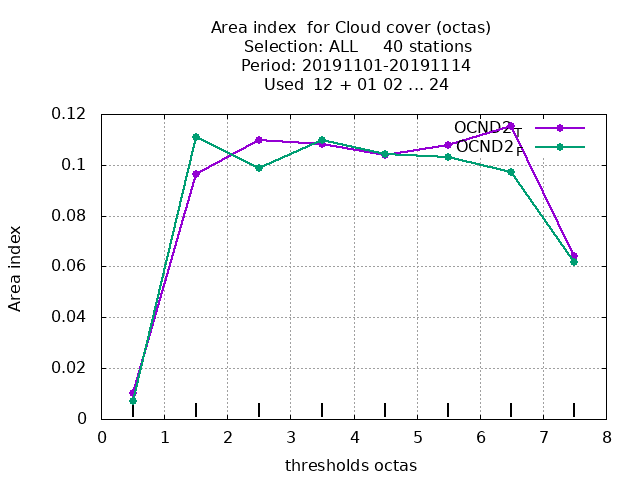 Area index  for Cloud cover (octas)
Selection: ALL     40 stations
Period: 20191101-20191114
Used  12 + 01 02 ... 24
OCND2T
OCND2F
0.12
0.1
0.08
0.06
0.04
0.02
0
Area index
0 1 2 3 4 5 6 7 8
thresholds octas